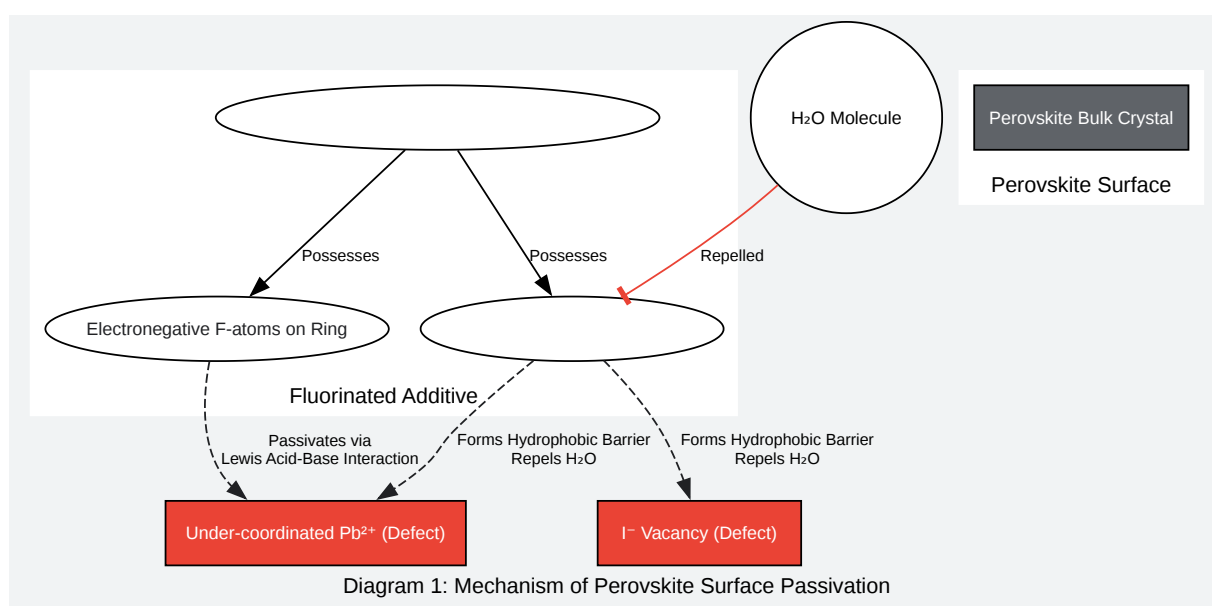 H₂O Molecule
Perovskite Bulk Crystal
Perovskite Surface
Possesses
Possesses
Repelled
Electronegative F-atoms on Ring
Fluorinated Additive
Passivates via
Lewis Acid-Base Interaction
Forms Hydrophobic Barrier
Repels H₂O
Forms Hydrophobic Barrier
Repels H₂O
Under-coordinated Pb²⁺ (Defect)
I⁻ Vacancy (Defect)
Diagram 1: Mechanism of Perovskite Surface Passivation